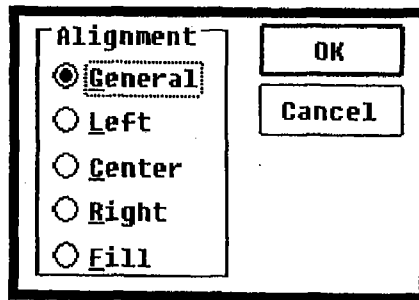 Alignment
General
Left
Center
Right
Fill
OK
Cancel